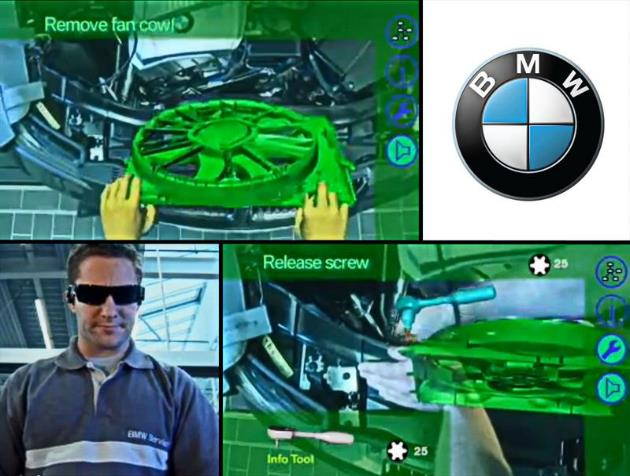 Remove fan cowl
BMW
BMW Service
Release screw
25
25
Info Tool